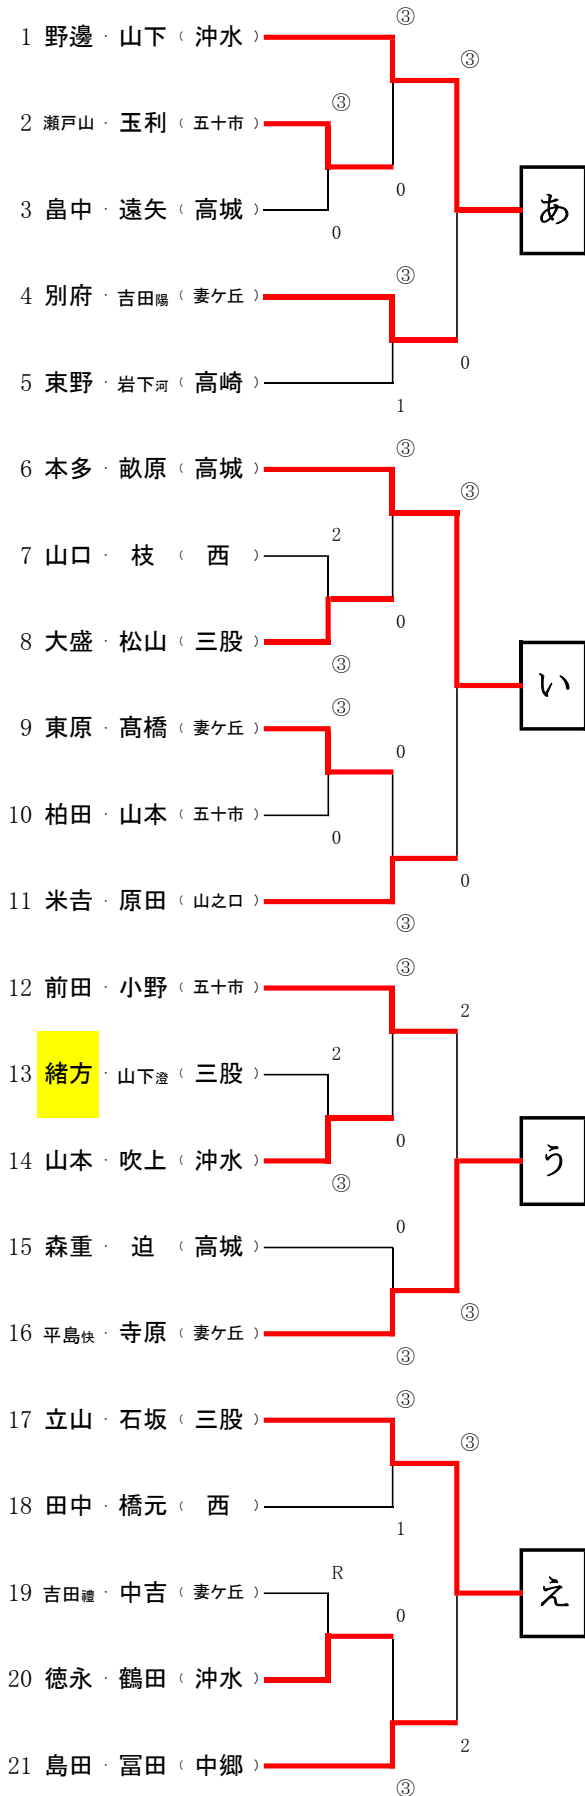 ③
1 野邊 · 山下 ( 沖水 )
③
③
2 瀬戸山 · 玉利 ( 五十市 )
0
3 畠中 · 遠矢 ( 高城 )
あ
0
③
4 別府 · 吉田陽 ( 妻ケ丘 )
0
5 束野 · 岩下河 ( 高崎 )
1
③
6 本多 · 畝原 ( 高城 )
③
2
7 山口 · 枝 ( 西 )
0
8 大盛 · 松山 ( 三股 )
③
い
③
9 東原 · 髙橋 ( 妻ケ丘 )
0
10 柏田 · 山本 ( 五十市 )
0
0
11 米𠮷 · 原田 ( 山之口 )
③
③
12 前田 · 小野 ( 五十市 )
2
2
13 緒方 · 山下澄 ( 三股 )
0
14 山本 · 吹上 ( 沖水 )
③
う
0
15 森重 · 迫 ( 高城 )
③
16 平島快 · 寺原 ( 妻ケ丘 )
③
③
17 立山 · 石坂 ( 三股 )
③
18 田中 · 橋元 ( 西 )
1
R
19 吉田禮 · 中吉 ( 妻ケ丘 )
え
0
20 徳永 · 鶴田 ( 沖水 )
2
21 島田 · 冨田 ( 中郷 )
③